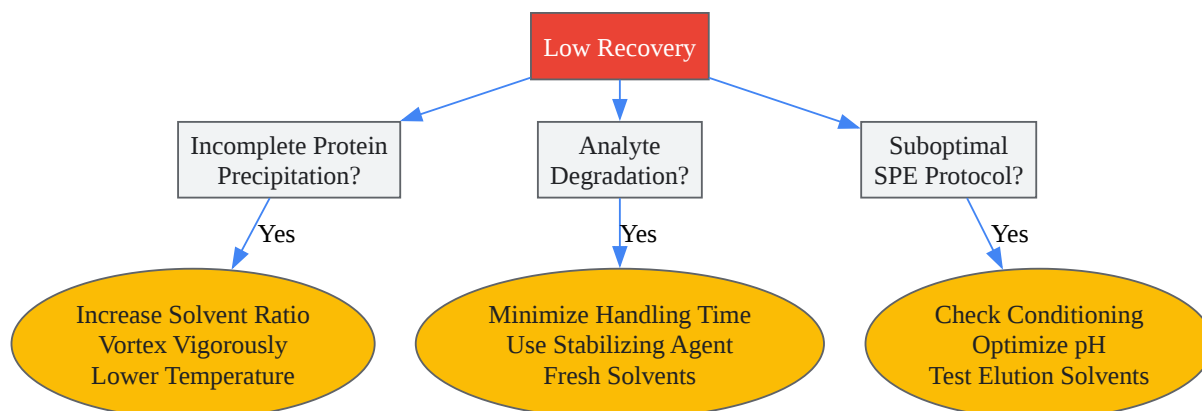 Low Recovery
Incomplete Protein
Precipitation?
Analyte
Degradation?
Suboptimal
SPE Protocol?
Yes
Yes
Yes
Increase Solvent Ratio
Vortex Vigorously
Lower Temperature
Minimize Handling Time
Use Stabilizing Agent
Fresh Solvents
Check Conditioning
Optimize pH
Test Elution Solvents